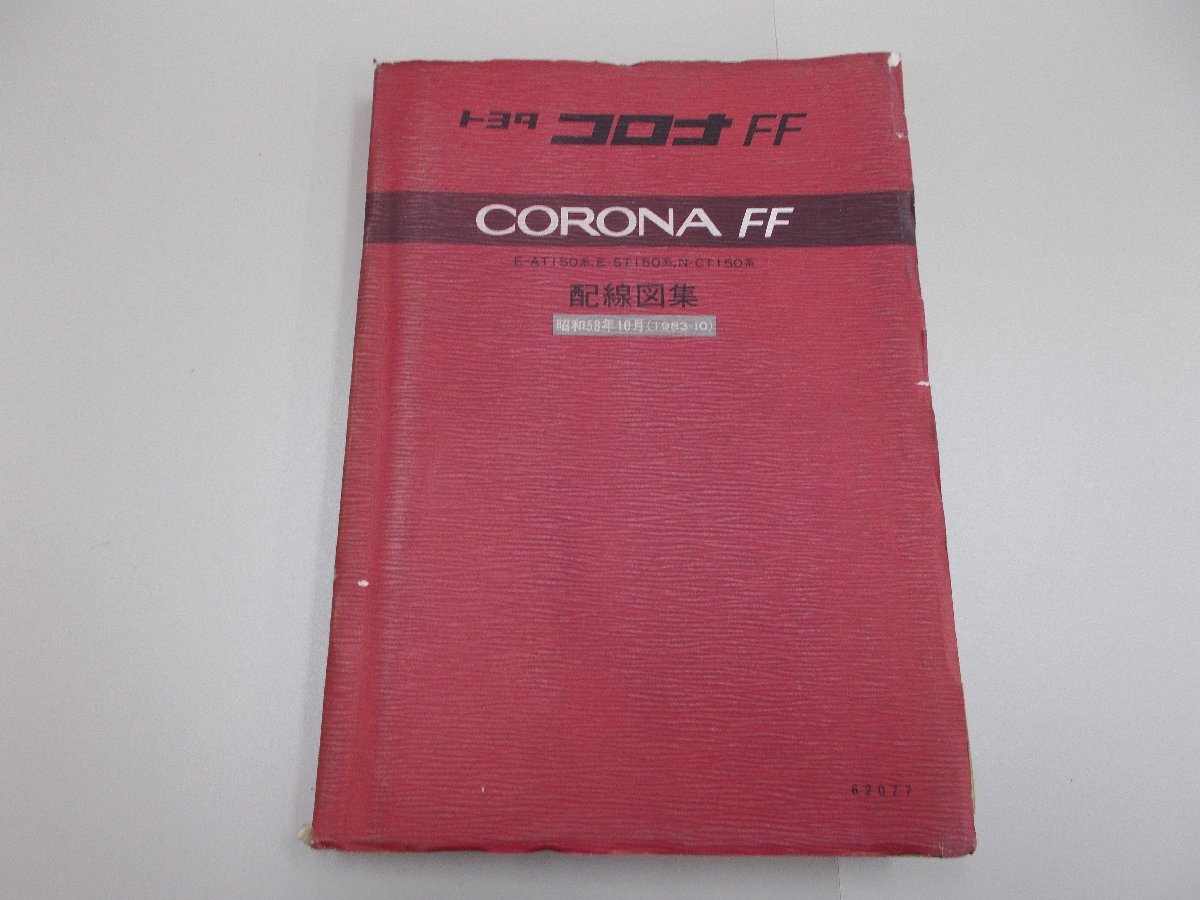 トヨタ コロナ FF
CORONA FF
E-AT150系,E-ST150系,N-CT150系
配線図集
昭和58年10月(1983-10)
62077